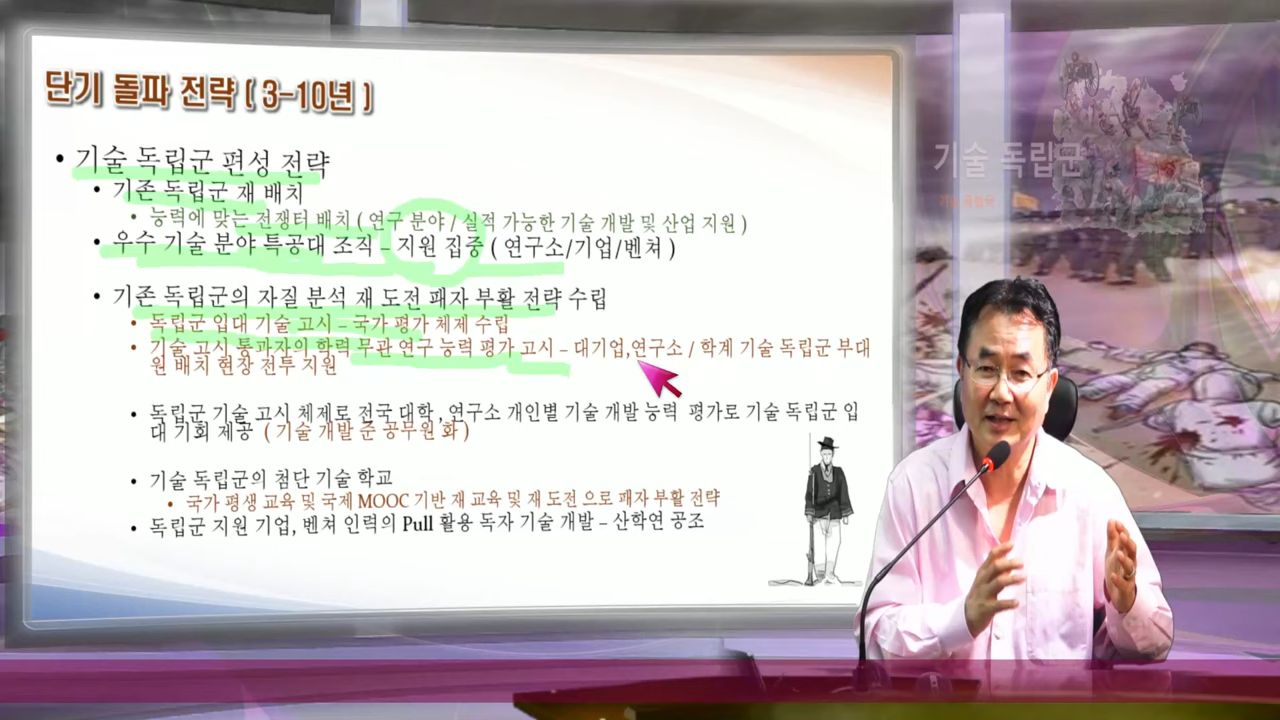 단기 돌파 전략 ( 3-10년 )
• 기술 독립군 편성 전략
• 기존 독립군 재 배치
• 능력에 맞는 전쟁터 배치 ( 연구 분야 / 실적 가능한 기술 개발 및 산업 지원 )
• 우수 기술 분야 특공대 조직 – 지원 집중 ( 연구소/기업/벤쳐 )
• 기존 독립군의 자질 분석 재 도전 패자 부활 전략 수립
• 독립군 입대 기술 고시 – 국가 평가 체제 수립
• 기술 고시 통과자의 학력 무관 연구 능력 평가 고시 – 대기업,연구소 / 학계 기술 독립군 부대
원 배치 현장 전투 지원
• 독립군 기술 고시 체제로 전국 대학 , 연구소 개인별 기술 개발 능력 평가로 기술 독립군 입
대 기회 제공 ( 기술 개발 준 공무원 화 )
• 기술 독립군의 첨단 기술 학교
• 국가 평생 교육 및 국제 MOOC 기반 재 교육 및 재 도전 으로 패자 부활 전략
• 독립군 지원 기업, 벤쳐 인력의 Pull 활용 독자 기술 개발 – 산학연 공조
기술 독립군
기술 독립군